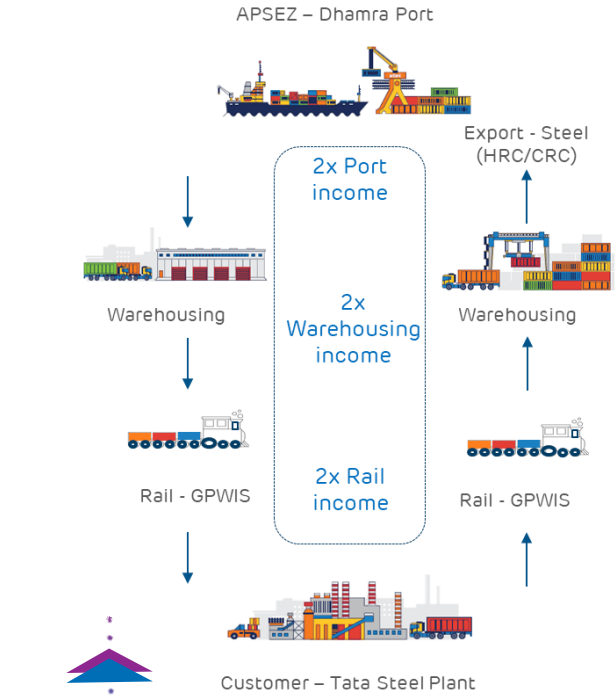 APSEZ – Dhamra Port
Export - Steel
(HRC/CRC)
2x Port
income
Warehousing
2x
Warehousing
income
Warehousing
Rail - GPWIS
2x Rail
income
Rail - GPWIS
Customer – Tata Steel Plant